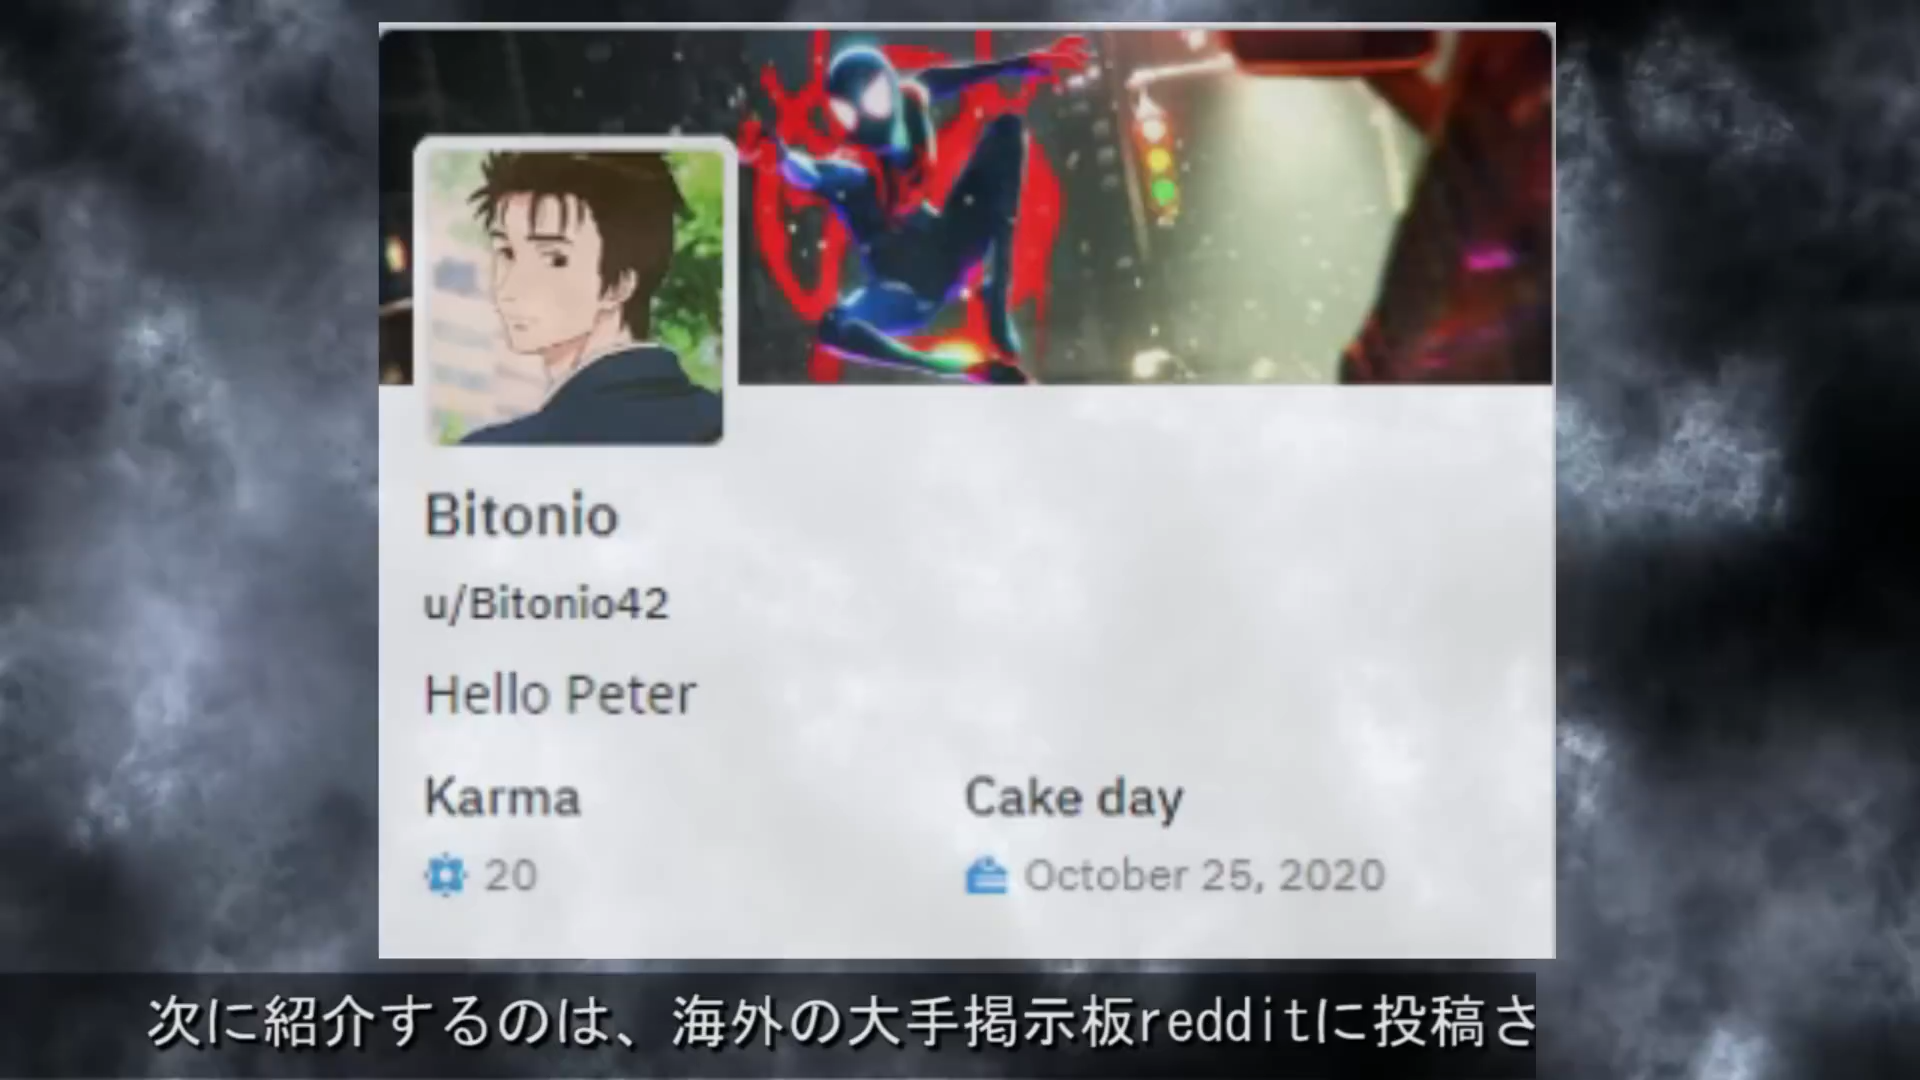 Bitonio
u/Bitonio42
Hello Peter
Karma
Cake day
20
October 25, 2020
次に紹介するのは、海外の大手掲示板redditに投稿さ